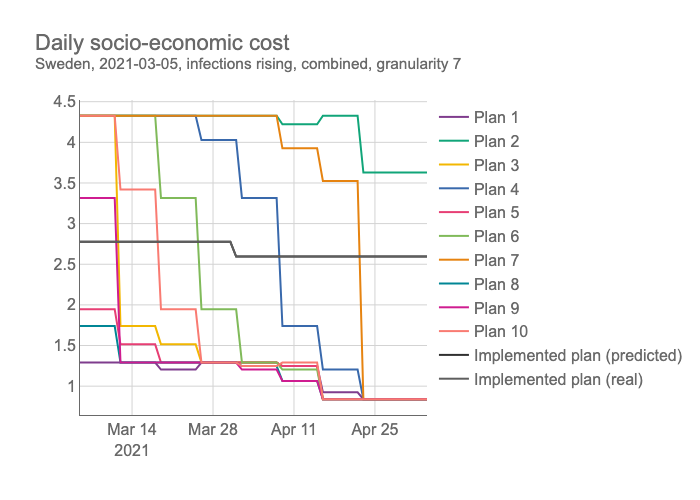 Daily socio-economic cost
Sweden, 2021-03-05, infections rising, combined, granularity 7
4.5
4
3.5
3
2.5
2
1.5
1
Mar 14
2021
Mar 28
Apr 11
Apr 25
Plan 1
Plan 2
Plan 3
Plan 4
Plan 5
Plan 6
Plan 7
Plan 8
Plan 9
Plan 10
Implemented plan (predicted)
Implemented plan (real)